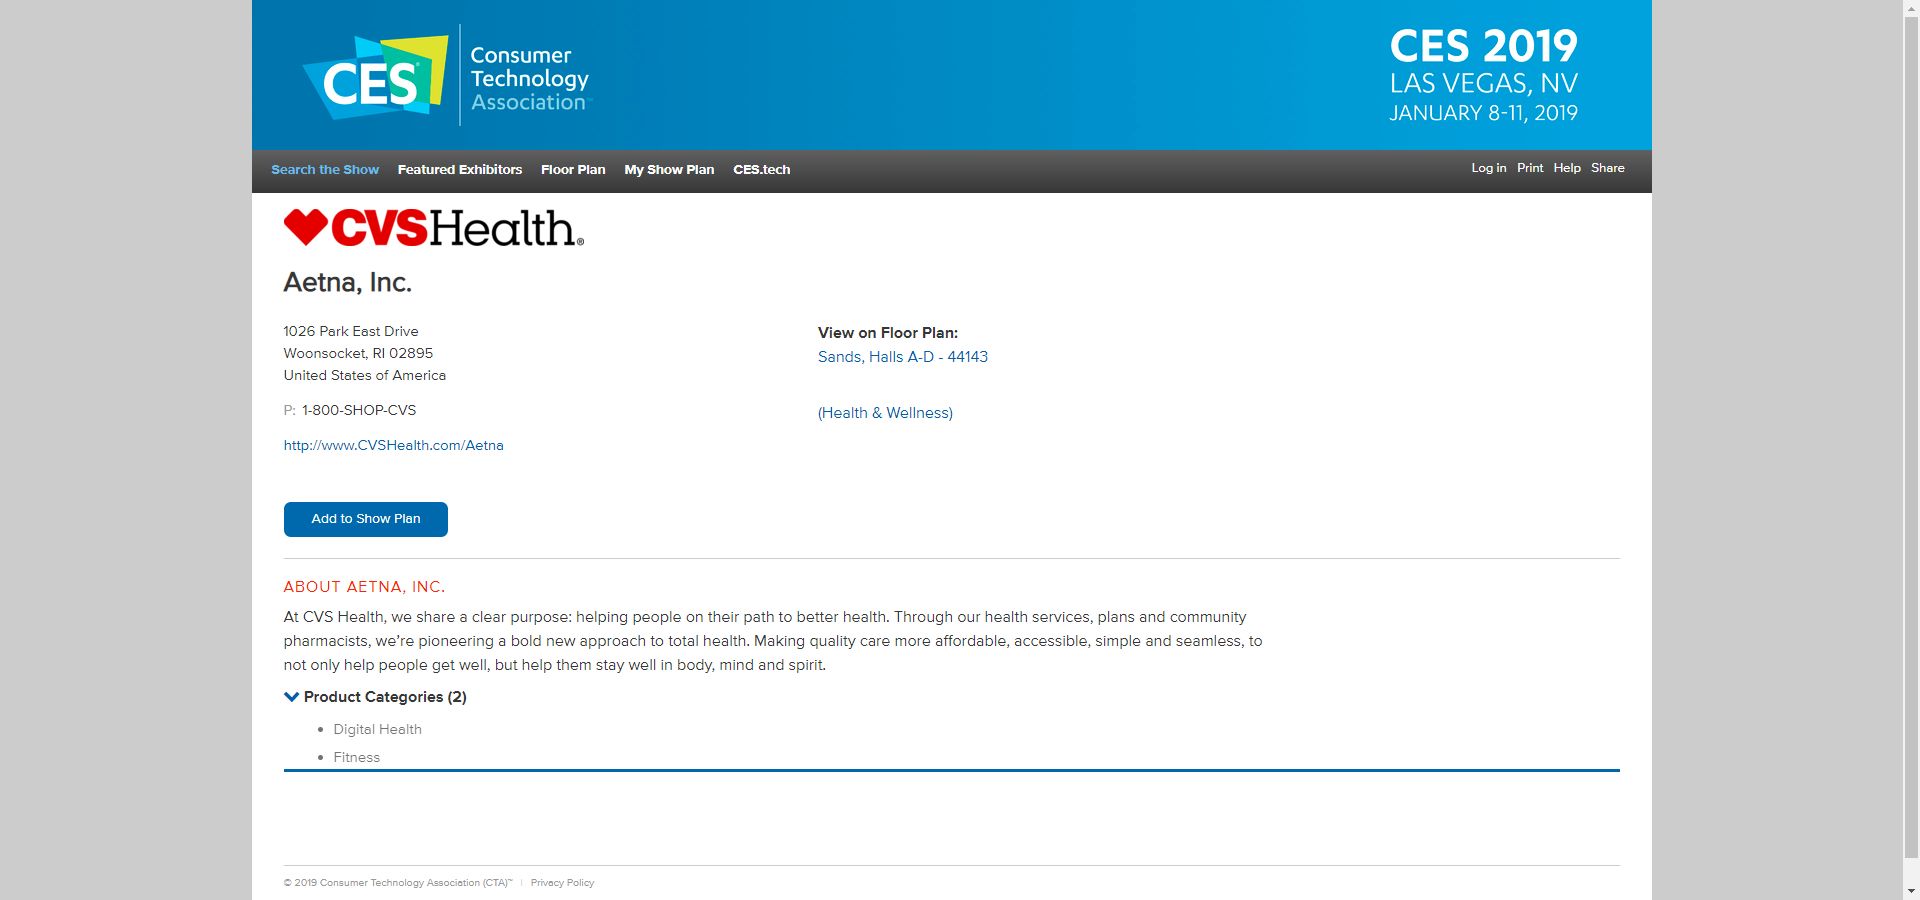 CES
Consumer
Technology
Association™
CES 2019
LAS VEGAS, NV
JANUARY 8-11, 2019
Search the Show Featured Exhibitors Floor Plan My Show Plan CES.tech Log in Print Help Share
CVSHealth®
Aetna, Inc.
1026 Park East Drive
Woonsocket, RI 02895
United States of America
P: 1-800-SHOP-CVS
http://www.CVSHealth.com/Aetna
View on Floor Plan:
Sands, Halls A-D - 44143
(Health & Wellness)
Add to Show Plan
ABOUT AETNA, INC.
At CVS Health, we share a clear purpose: helping people on their path to better health. Through our health services, plans and community
pharmacists, we’re pioneering a bold new approach to total health. Making quality care more affordable, accessible, simple and seamless, to
not only help people get well, but help them stay well in body, mind and spirit.
Product Categories (2)
• Digital Health
• Fitness
© 2019 Consumer Technology Association (CTA)™ | Privacy Policy